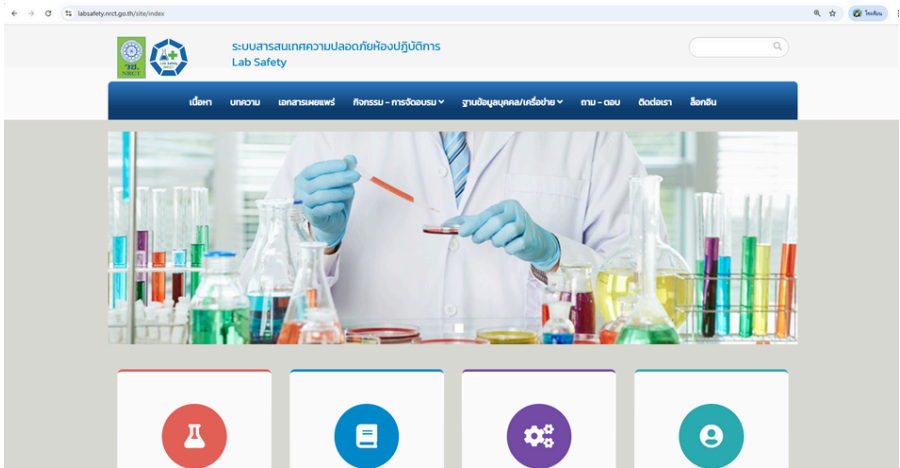 labsafety.nrct.go.th/site/index
ระบบสารสนเทศความปลอดภัยห้องปฏิบัติการ
Lab Safety
วช.
NRCT
LAB SAFETY
NRCT
เนื้อหา บทความ เอกสารเผยแพร่ กิจกรรม - การจัดอบรม ฐานข้อมูลบุคคล/เครือข่าย ถาม - ตอบ ติดต่อเรา ล็อกอิน